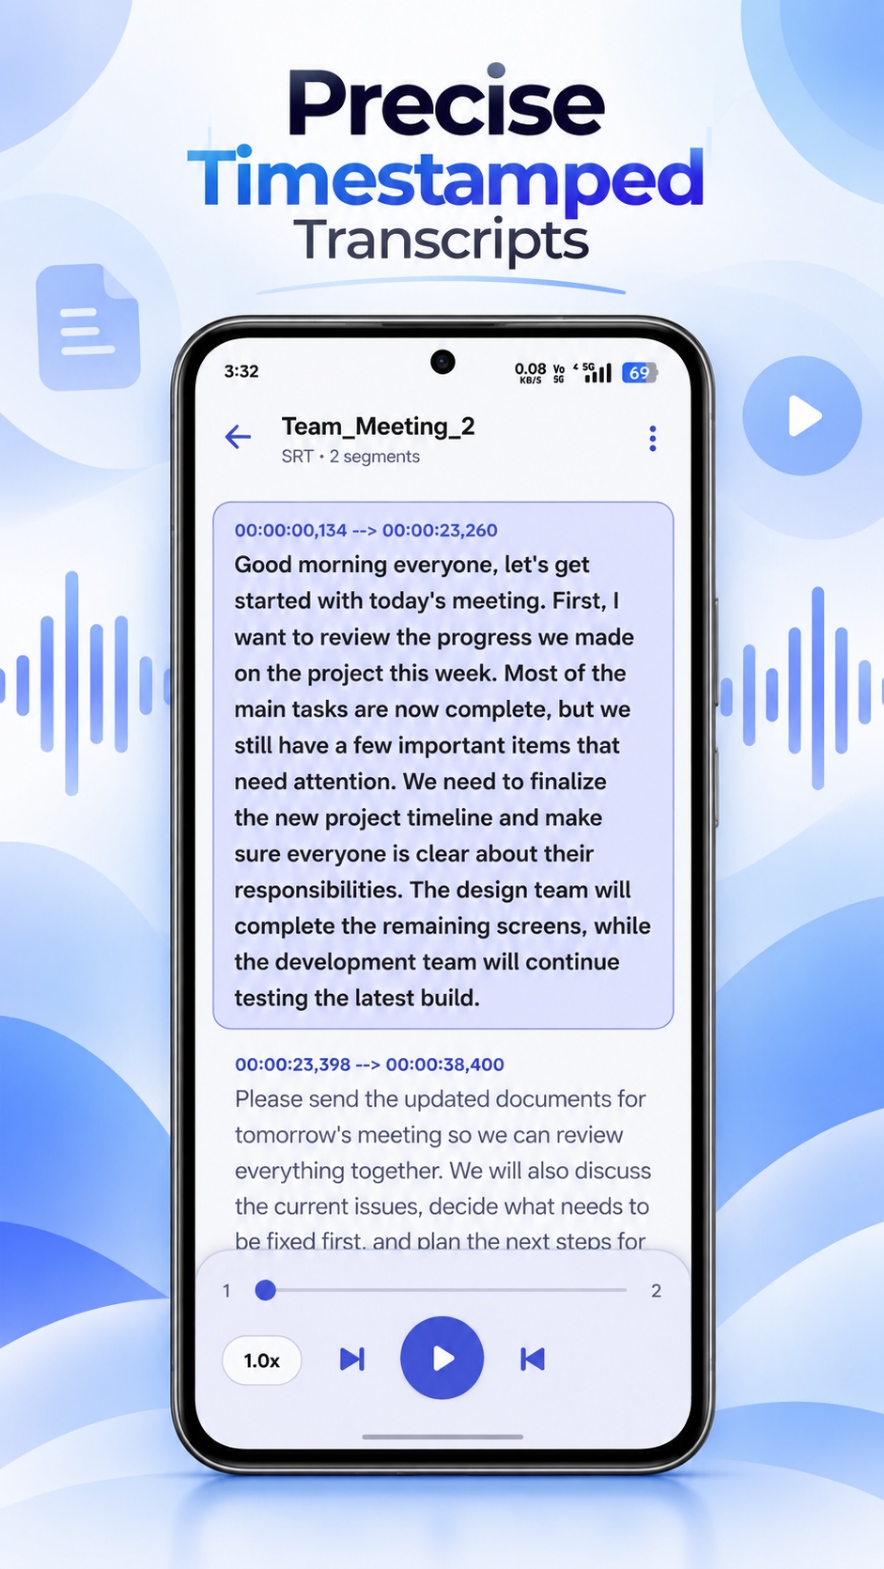 Precise
Timestamped
Transcripts
3:32
0.08 KB/S Vo 5G 4 5G 69
Team_Meeting_2
SRT • 2 segments
00:00:00,134 --> 00:00:23,260
Good morning everyone, let's get
started with today's meeting. First, I
want to review the progress we made
on the project this week. Most of the
main tasks are now complete, but we
still have a few important items that
need attention. We need to finalize
the new project timeline and make
sure everyone is clear about their
responsibilities. The design team will
complete the remaining screens, while
the development team will continue
testing the latest build.
00:00:23,398 --> 00:00:38,400
Please send the updated documents for
tomorrow's meeting so we can review
everything together. We will also discuss
the current issues, decide what needs to
be fixed first, and plan the next steps for
1 2
1.0x